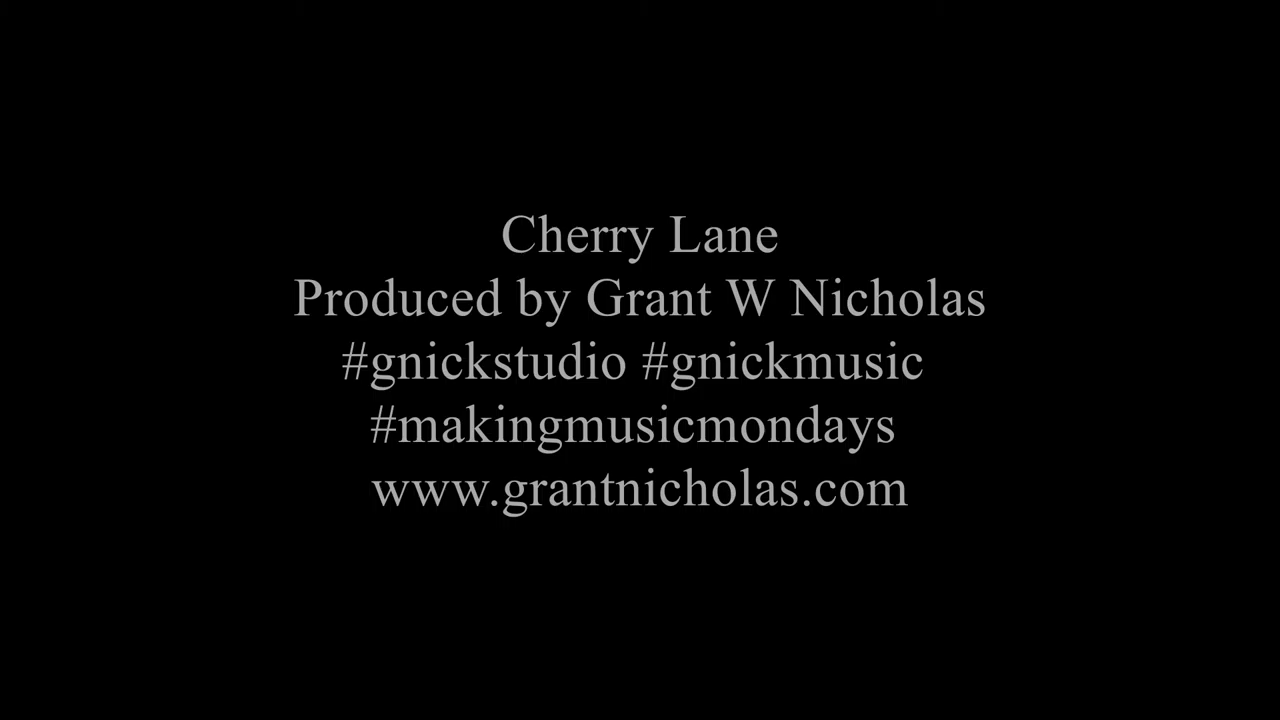 Cherry Lane
Produced by Grant W Nicholas
#gnickstudio #gnickmusic
#makingmusicmondays
www.grantnicholas.com